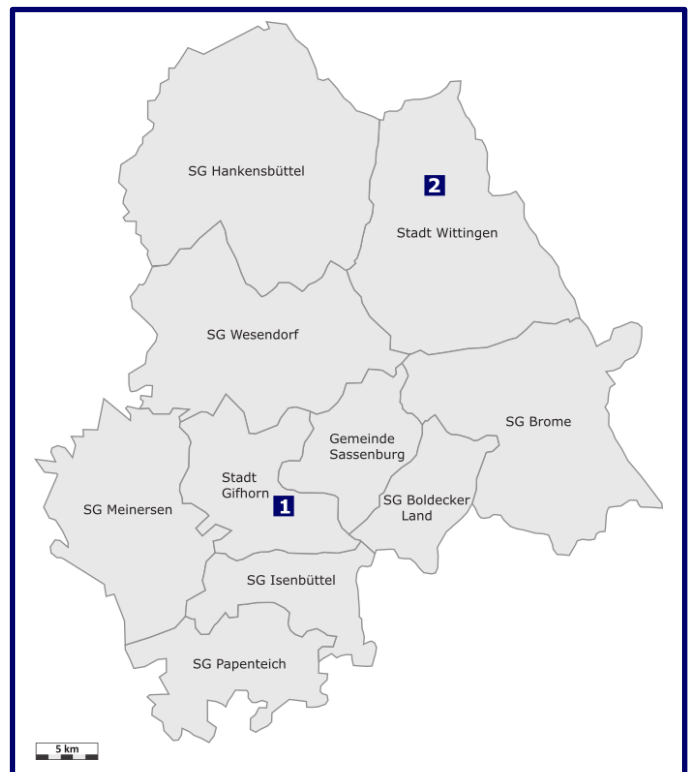 SG Hankensbüttel
2
Stadt Wittingen
SG Wesendorf
SG Brome
Gemeinde
Sassenburg
Stadt
Gifhorn
1
SG Boldecker
Land
SG Meinersen
SG Isenbüttel
SG Papenteich
5 km